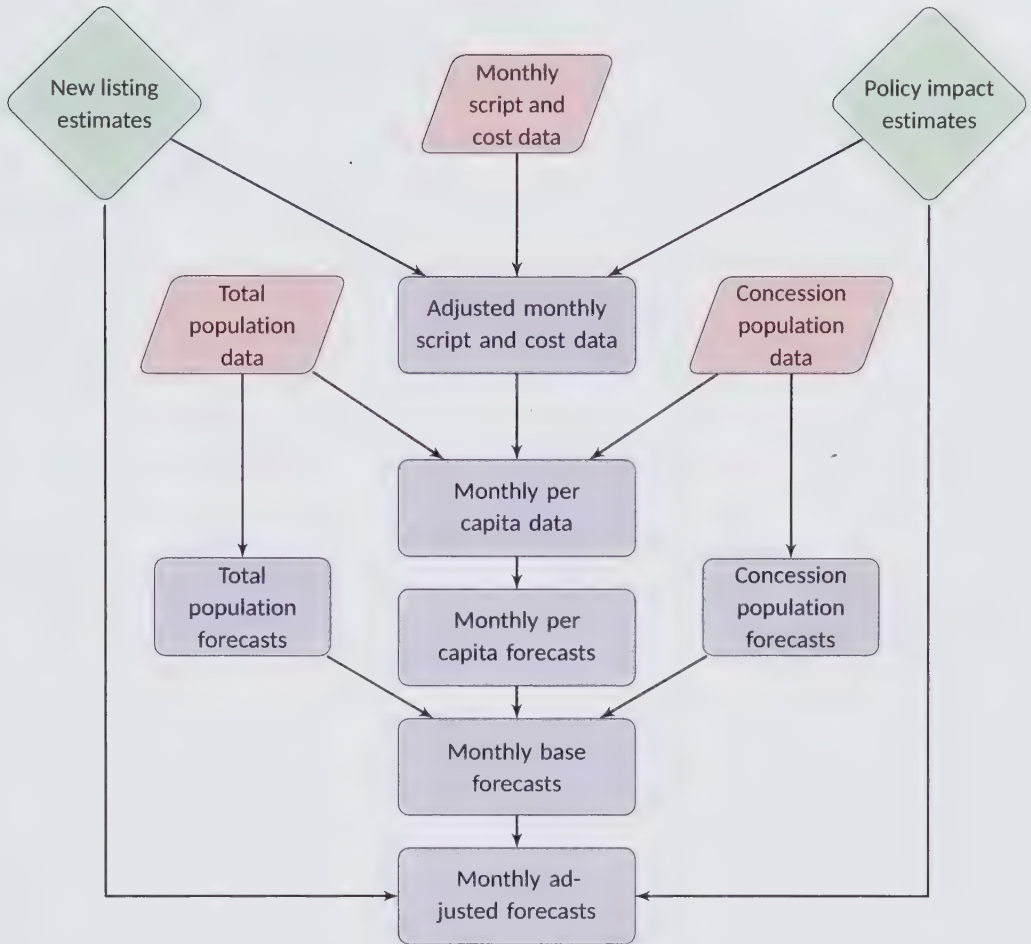 New listing
estimates
Monthly
script and
cost data
Policy impact
estimates
Total
population
data
Adjusted monthly
script and cost data
Concession
population
data
Monthly per
capita data
Total
population
forecasts
Monthly per
capita forecasts
Concession
population
forecasts
Monthly base
forecasts
Monthly ad-
justed forecasts